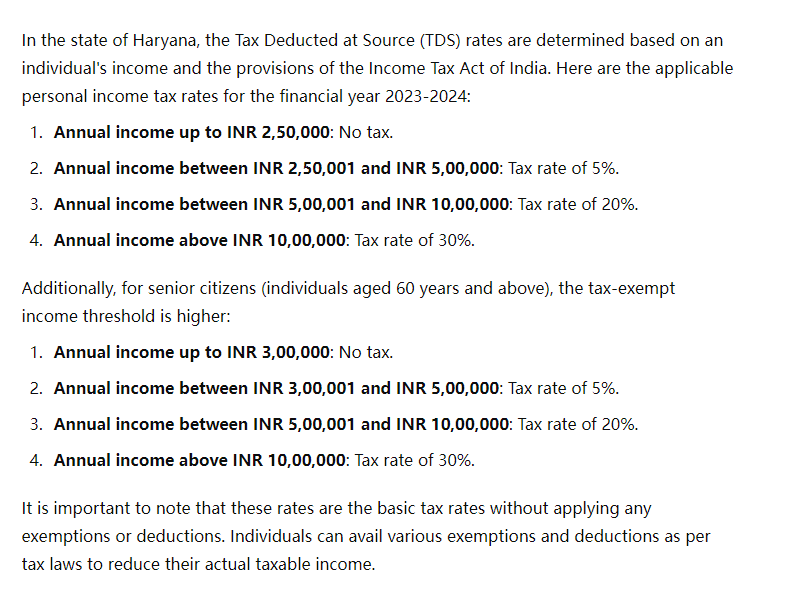 In the state of Haryana, the Tax Deducted at Source (TDS) rates are determined based on an
individual's income and the provisions of the Income Tax Act of India. Here are the applicable
personal income tax rates for the financial year 2023-2024:
1. Annual income up to INR 2,50,000: No tax.
2. Annual income between INR 2,50,001 and INR 5,00,000: Tax rate of 5%.
3. Annual income between INR 5,00,001 and INR 10,00,000: Tax rate of 20%.
4. Annual income above INR 10,00,000: Tax rate of 30%.
Additionally, for senior citizens (individuals aged 60 years and above), the tax-exempt
income threshold is higher:
1. Annual income up to INR 3,00,000: No tax.
2. Annual income between INR 3,00,001 and INR 5,00,000: Tax rate of 5%.
3. Annual income between INR 5,00,001 and INR 10,00,000: Tax rate of 20%.
4. Annual income above INR 10,00,000: Tax rate of 30%.
It is important to note that these rates are the basic tax rates without applying any
exemptions or deductions. Individuals can avail various exemptions and deductions as per
tax laws to reduce their actual taxable income.